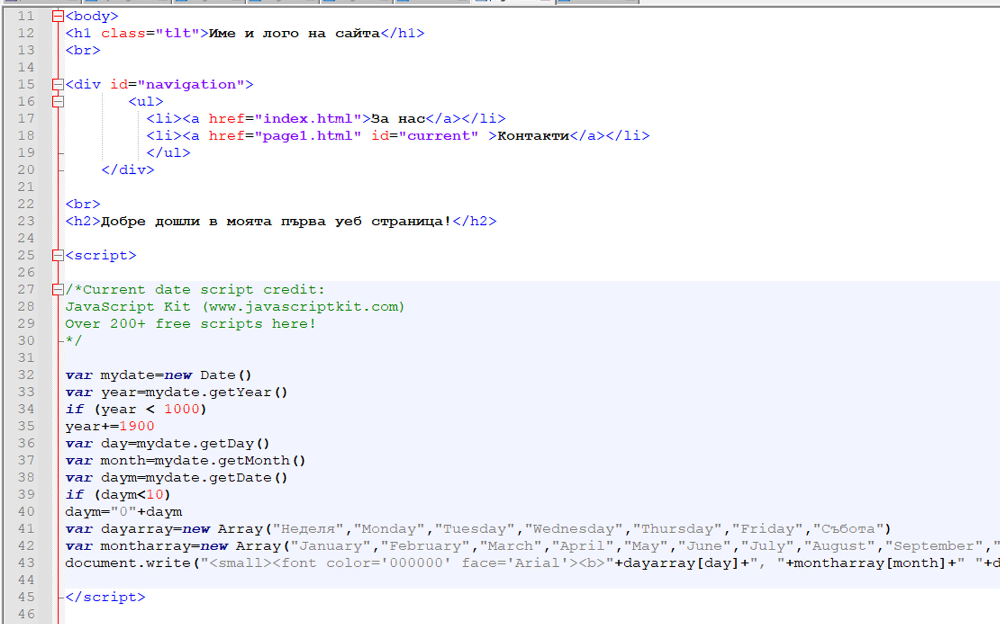 11 <body>
12 <h1 class="tlt">Име и лого на сайта</h1>
13 <br>
14
15 <div id="navigation">
16 <ul>
17 <li><a href="index.html">За нас</a></li>
18 <li><a href="page1.html" id="current" >Контакти</a></li>
19 </ul>
20 </div>
21
22 <br>
23 <h2>Добре дошли в моята първа уеб страница!</h2>
24
25 <script>
26
27 /*Current date script credit:
28 JavaScript Kit (www.javascriptkit.com)
29 Over 200+ free scripts here!
30 */
31
32 var mydate=new Date()
33 var year=mydate.getYear()
34 if (year < 1000)
35 year+=1900
36 var day=mydate.getDay()
37 var month=mydate.getMonth()
38 var daym=mydate.getDate()
39 if (daym<10)
40 daym="0"+daym
41 var dayarray=new Array("Неделя","Monday","Tuesday","Wednesday","Thursday","Friday","Събота")
42 var montharray=new Array("January","February","March","April","May","June","July","August","September","
43 document.write("<small><font color='000000' face='Arial'><b>"+dayarray[day]+", "+montharray[month]+" "+d
44
45 </script>
46